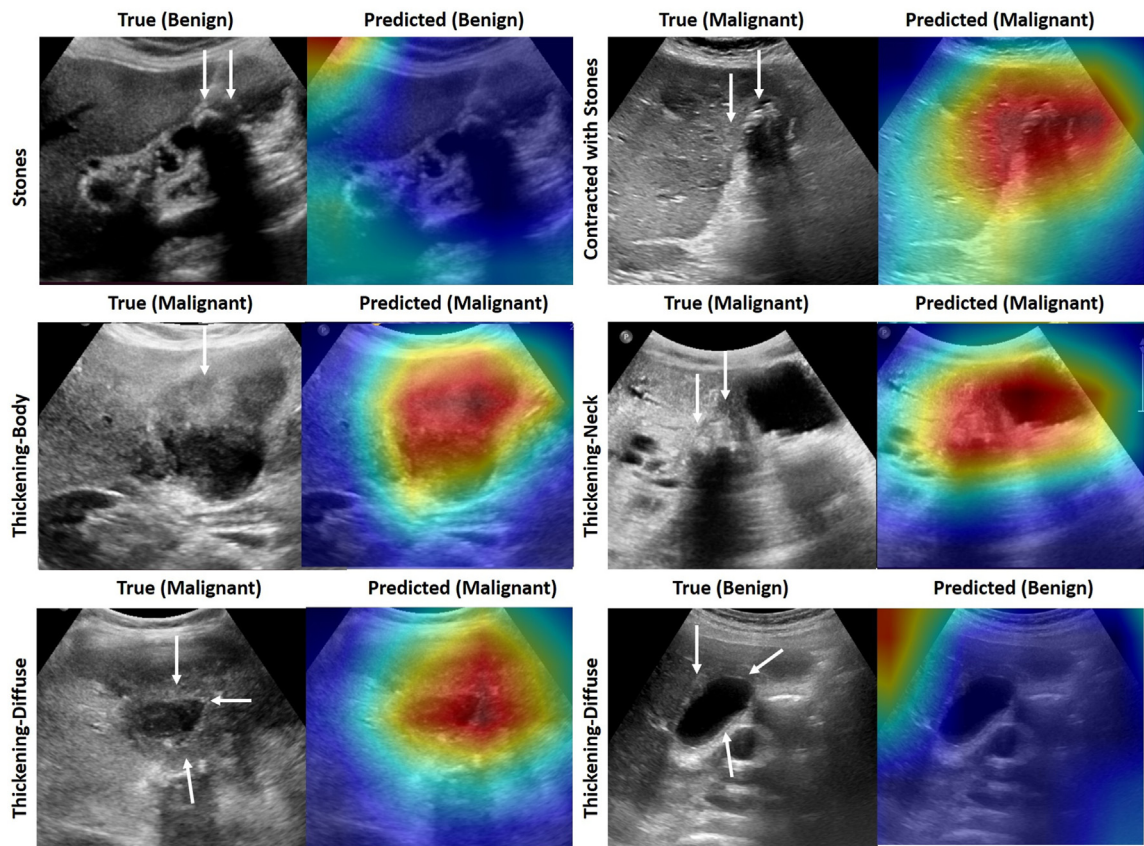 True (Benign)
Predicted (Benign)
True (Malignant)
Predicted (Malignant)
Stones
Contracted with Stones
True (Malignant)
Predicted (Malignant)
True (Malignant)
Predicted (Malignant)
Thickening-Body
Thickening-Neck
True (Malignant)
Predicted (Malignant)
True (Benign)
Predicted (Benign)
Thickening-Diffuse
Thickening-Diffuse